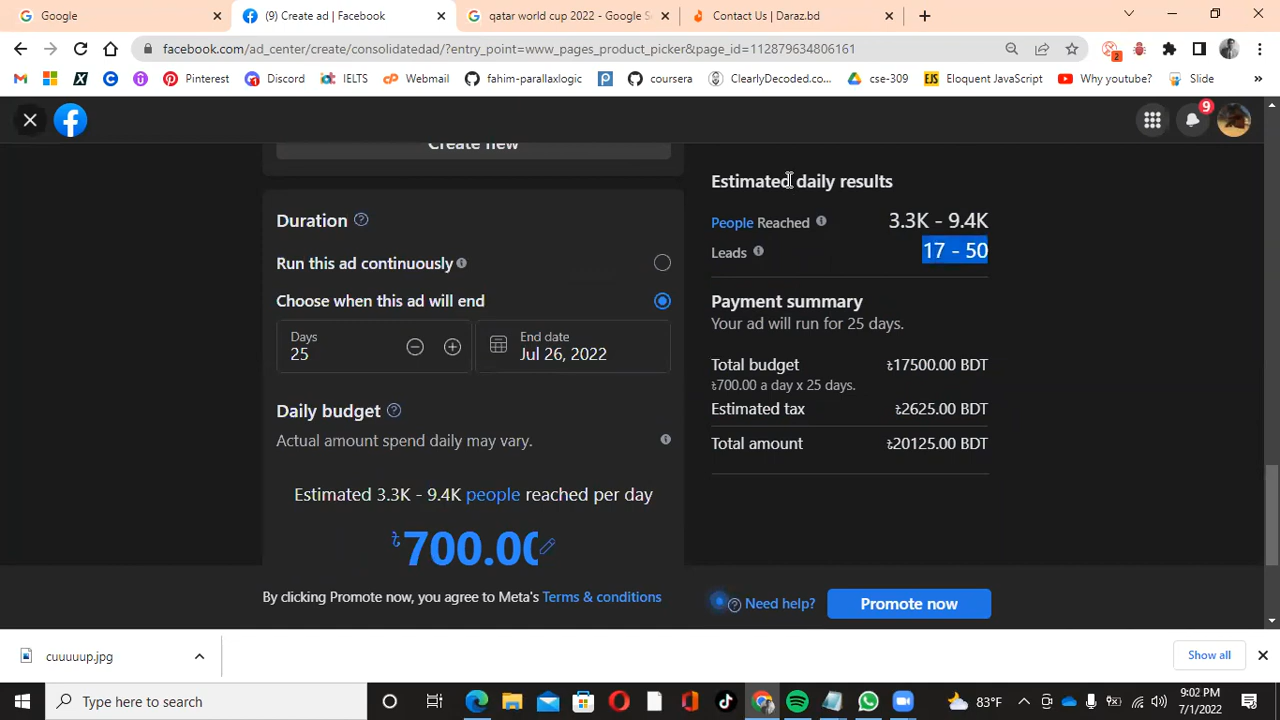 Google
(9) Create ad | Facebook
qatar world cup 2022 - Google S
Contact Us | Daraz.bd
facebook.com/ad_center/create/consolidatedad/?entry_point=www_pages_product_picker&page_id=112879654806161
2
Pinterest
Discord
IELTS
Webmail
fahim-parallaxlogic
coursera
ClearlyDecoded.co...
cse-309
EJS
Eloquent JavaScript
Why youtube?
Slide
9
Create new
Duration
Run this ad continuously
Choose when this ad will end
Days
25
End date
Jul 26, 2022
Daily budget
Actual amount spend daily may vary.
Estimated 3.3K - 9.4K people reached per day
৳700.00
Estimated daily results
People Reached
3.3K - 9.4K
Leads
17 - 50
Payment summary
Your ad will run for 25 days.
Total budget
৳17500.00 BDT
৳700.00 a day x 25 days.
Estimated tax
৳2625.00 BDT
Total amount
৳20125.00 BDT
By clicking Promote now, you agree to Meta's Terms & conditions
Need help?
Promote now
cuuuuup.jpg
Show all
Type here to search
83°F
9:02 PM
7/1/2022